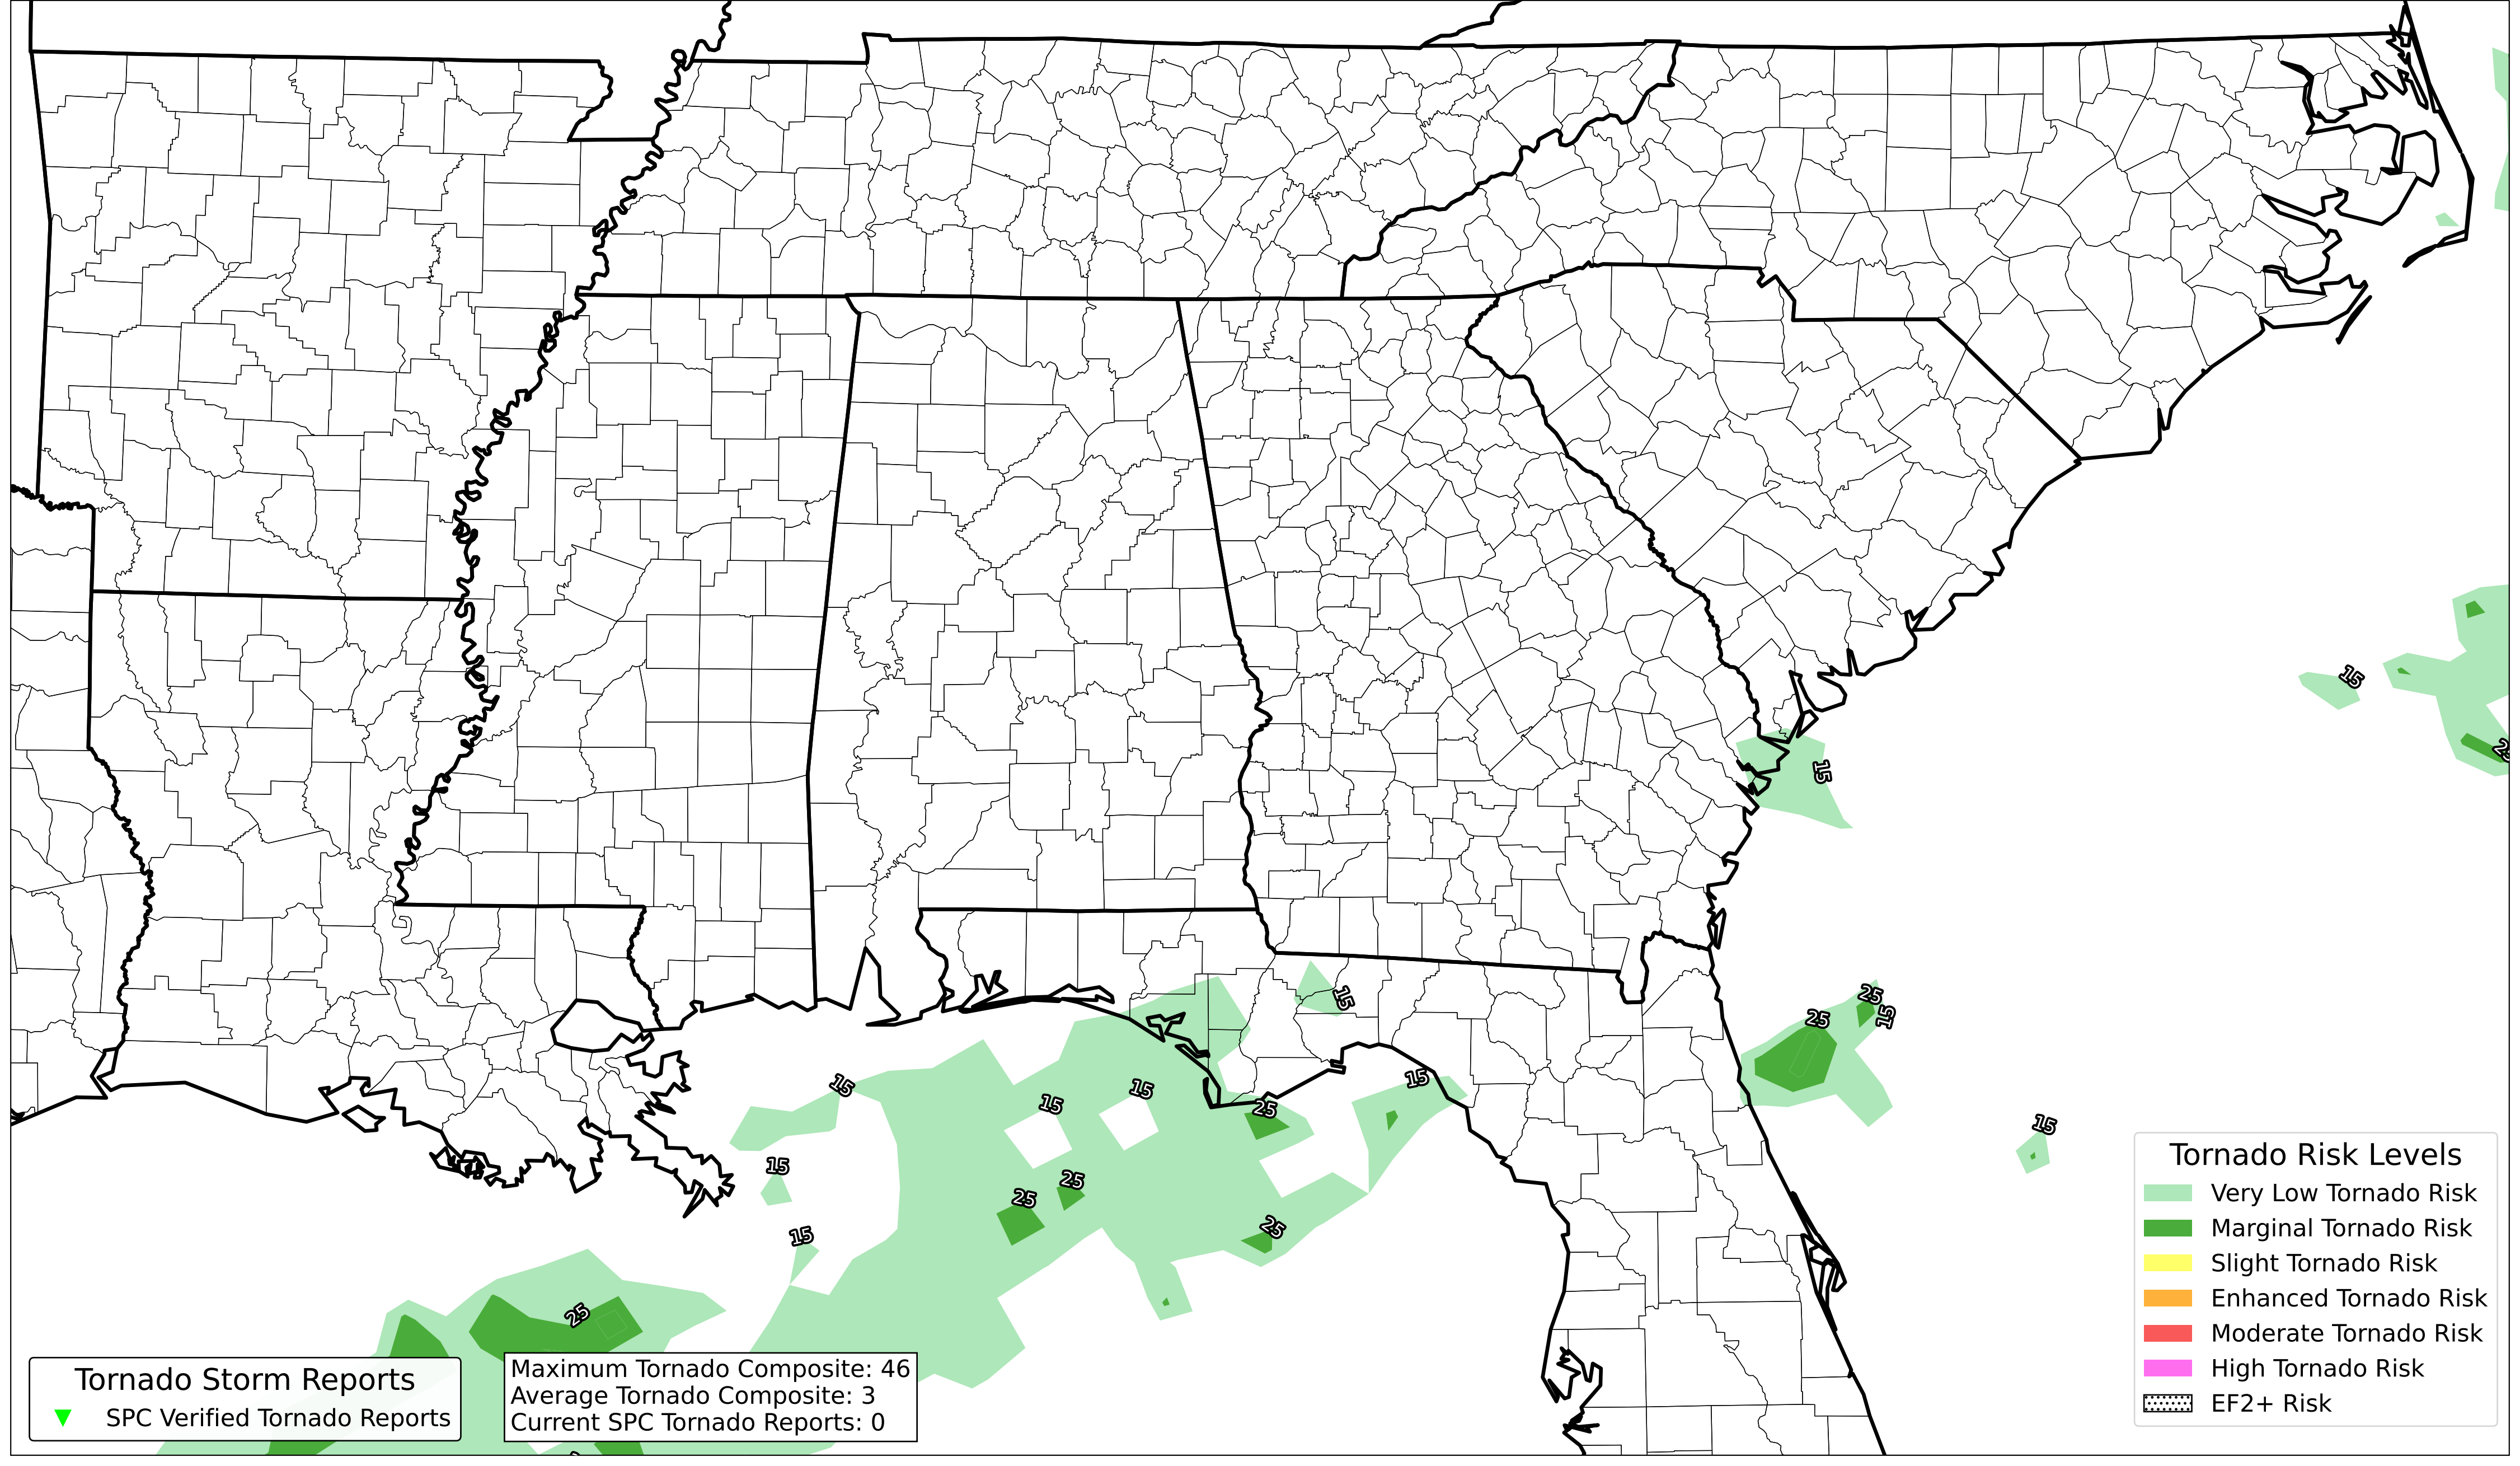 15
25
15
15
25
15
25
15
15
15
15
25
15
15
25
25
25
15
25
Tornado Storm Reports
SPC Verified Tornado Reports
Maximum Tornado Composite: 46
Average Tornado Composite: 3
Current SPC Tornado Reports: 0
Tornado Risk Levels
Very Low Tornado Risk
Marginal Tornado Risk
Slight Tornado Risk
Enhanced Tornado Risk
Moderate Tornado Risk
High Tornado Risk
EF2+ Risk